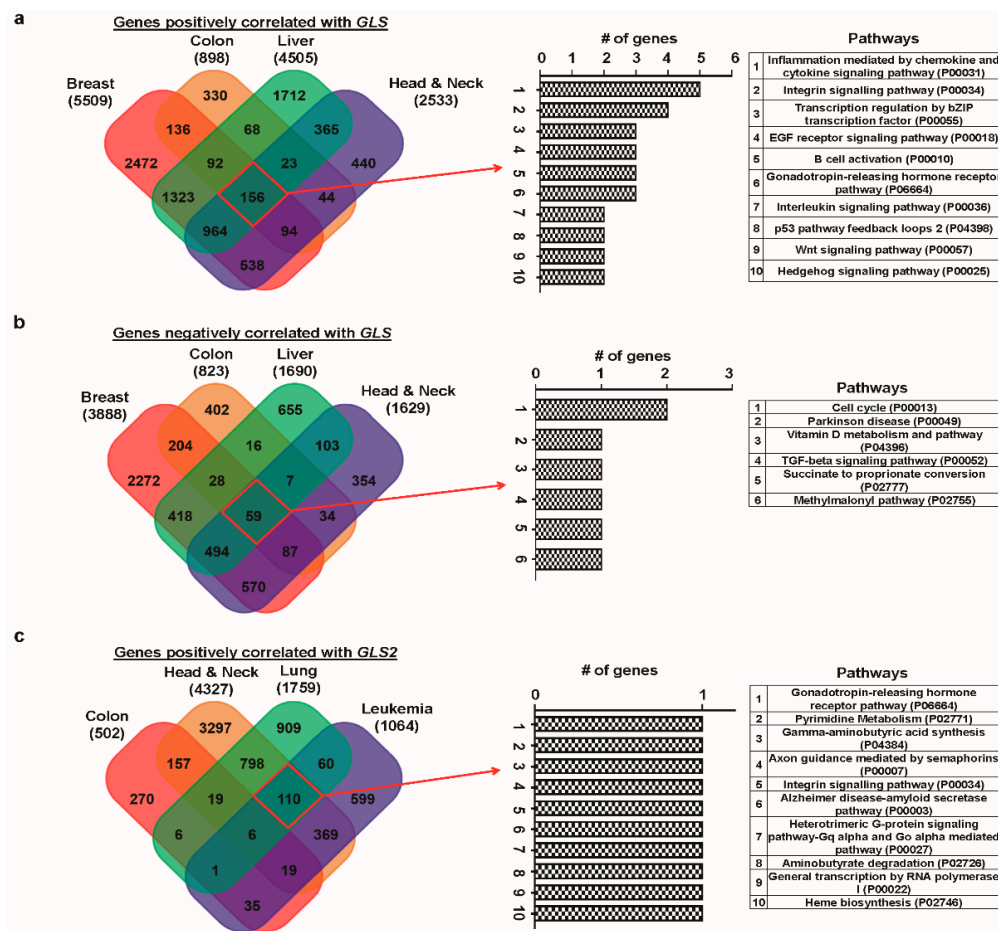 a
Genes positively correlated with GLS
Colon
(898)
Liver
(4505)
Breast
(5509)
Head & Neck
(2533)
330
1712
136
68
365
2472
92
23
440
1323
156
44
964
94
538
# of genes
0 1 2 3 4 5 6
1
2
3
4
5
6
7
8
9
10
Pathways
1 Inflammation mediated by chemokine and
cytokine signaling pathway (P00031)
2 Integrin signalling pathway (P00034)
3 Transcription regulation by bZIP
transcription factor (P00055)
4 EGF receptor signaling pathway (P00018)
5 B cell activation (P00010)
6 Gonadotropin-releasing hormone receptor
pathway (P06664)
7 Interleukin signaling pathway (P00036)
8 p53 pathway feedback loops 2 (P04398)
9 Wnt signaling pathway (P00057)
10 Hedgehog signaling pathway (P00025)
b
Genes negatively correlated with GLS
Colon
(823)
Liver
(1690)
Breast
(3888)
Head & Neck
(1629)
402
655
204
16
103
2272
28
7
354
418
59
34
494
87
570
# of genes
0 1 2 3
1
2
3
4
5
6
Pathways
1 Cell cycle (P00013)
2 Parkinson disease (P00049)
3 Vitamin D metabolism and pathway
(P04396)
4 TGF-beta signaling pathway (P00052)
5 Succinate to proprionate conversion
(P02777)
6 Methylmalonyl pathway (P02755)
c
Genes positively correlated with GLS2
Head & Neck
(4327)
Lung
(1759)
Colon
(502)
Leukemia
(1064)
3297
909
157
798
60
270
19
110
599
6
6
369
1
19
35
# of genes
0 1
1
2
3
4
5
6
7
8
9
10
Pathways
1 Gonadotropin-releasing hormone
receptor pathway (P06664)
2 Pyrimidine Metabolism (P02771)
3 Gamma-aminobutyric acid synthesis
(P04384)
4 Axon guidance mediated by semaphorins
(P00007)
5 Integrin signalling pathway (P00034)
6 Alzheimer disease-amyloid secretase
pathway (P00003)
7 Heterotrimeric G-protein signaling
pathway-Gq alpha and Go alpha mediated
pathway (P00027)
8 Aminobutyrate degradation (P02726)
9 General transcription by RNA polymerase
I (P00022)
10 Heme biosynthesis (P02746)